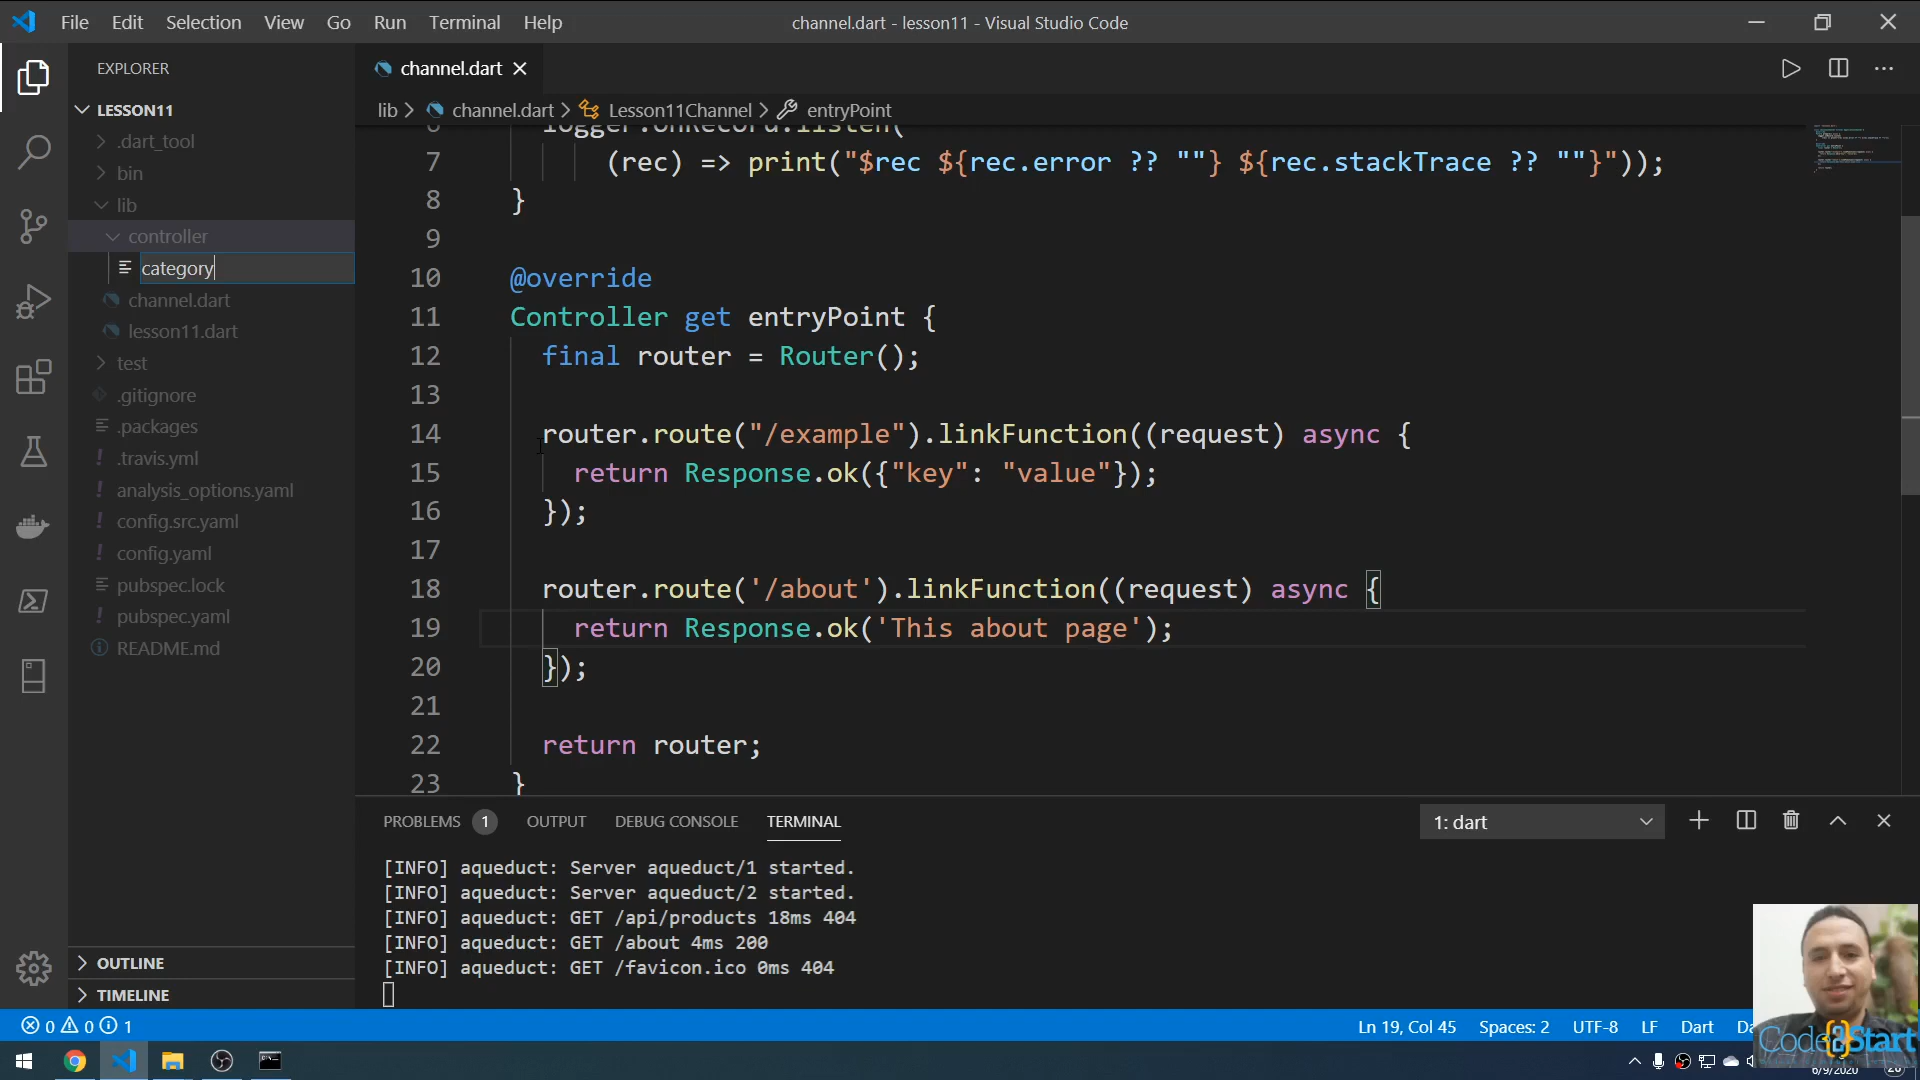 File Edit Selection View Go Run Terminal Help
channel.dart - lesson11 - Visual Studio Code
EXPLORER
LESSON11
.dart_tool
bin
lib
controller
category
channel.dart
lesson11.dart
test
.gitignore
.packages
.travis.yml
analysis_options.yaml
config.src.yaml
config.yaml
pubspec.lock
pubspec.yaml
README.md
OUTLINE
TIMELINE
channel.dart
lib > channel.dart > Lesson11Channel > entryPoint
6 logger.onRecord.listen(
7 (rec) => print("$rec ${rec.error ?? ""} ${rec.stackTrace ?? ""}"));
8 }
9
10 @override
11 Controller get entryPoint {
12 final router = Router();
13
14 router.route("/example").linkFunction((request) async {
15 return Response.ok({"key": "value"});
16 });
17
18 router.route('/about').linkFunction((request) async {
19 return Response.ok('This about page');
20 });
21
22 return router;
23 }
PROBLEMS 1 OUTPUT DEBUG CONSOLE TERMINAL
1: dart
[INFO] aqueduct: Server aqueduct/1 started.
[INFO] aqueduct: Server aqueduct/2 started.
[INFO] aqueduct: GET /api/products 18ms 404
[INFO] aqueduct: GET /about 4ms 200
[INFO] aqueduct: GET /favicon.ico 0ms 404
0 0 1
Ln 19, Col 45 Spaces: 2 UTF-8 LF Dart
Code2Start
6/9/2020